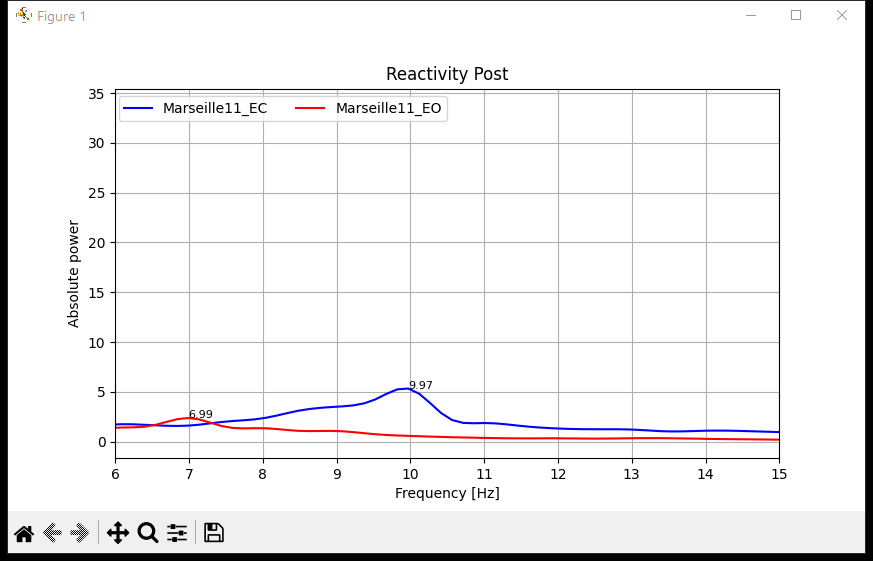 Figure 1
Reactivity Post
Marseille11_EC Marseille11_EO
35
30
25
20
15
10
5
0
Absolute power
9.97
6.99
6 7 8 9 10 11 12 13 14 15
Frequency [Hz]